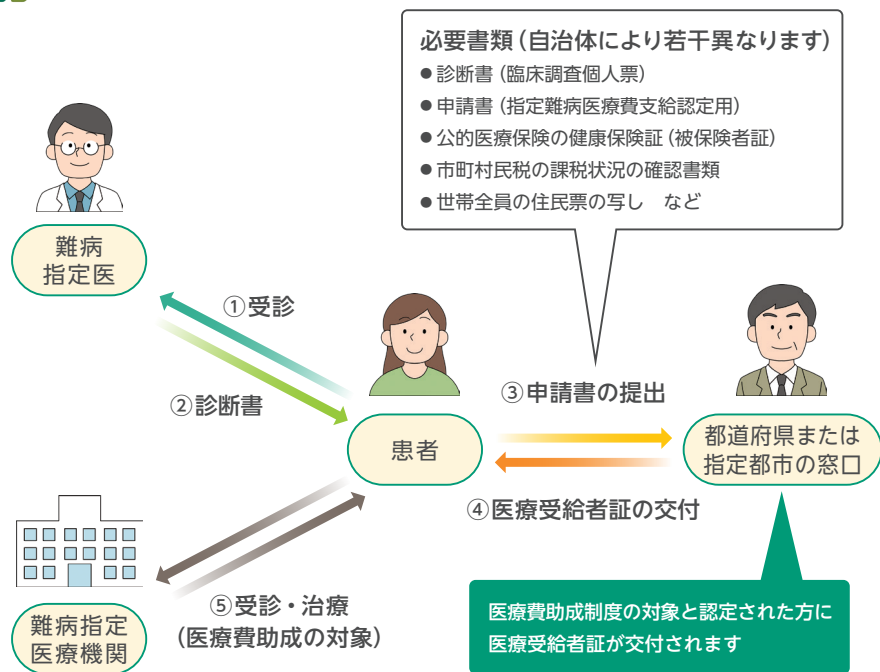 必要書類（自治体により若干異なります）
●診断書（臨床調査個人票）
●申請書（指定難病医療費支給認定用）
●公的医療保険の健康保険証（被保険者証）
●市町村民税の課税状況の確認書類
●世帯全員の住民票の写し　など
難病
指定医
①受診
②診断書
③申請書の提出
患者
都道府県または
指定都市の窓口
④医療受給者証の交付
⑤受診・治療
（医療費助成の対象）
難病指定
医療機関
医療費助成制度の対象と認定された方に
医療受給者証が交付されます